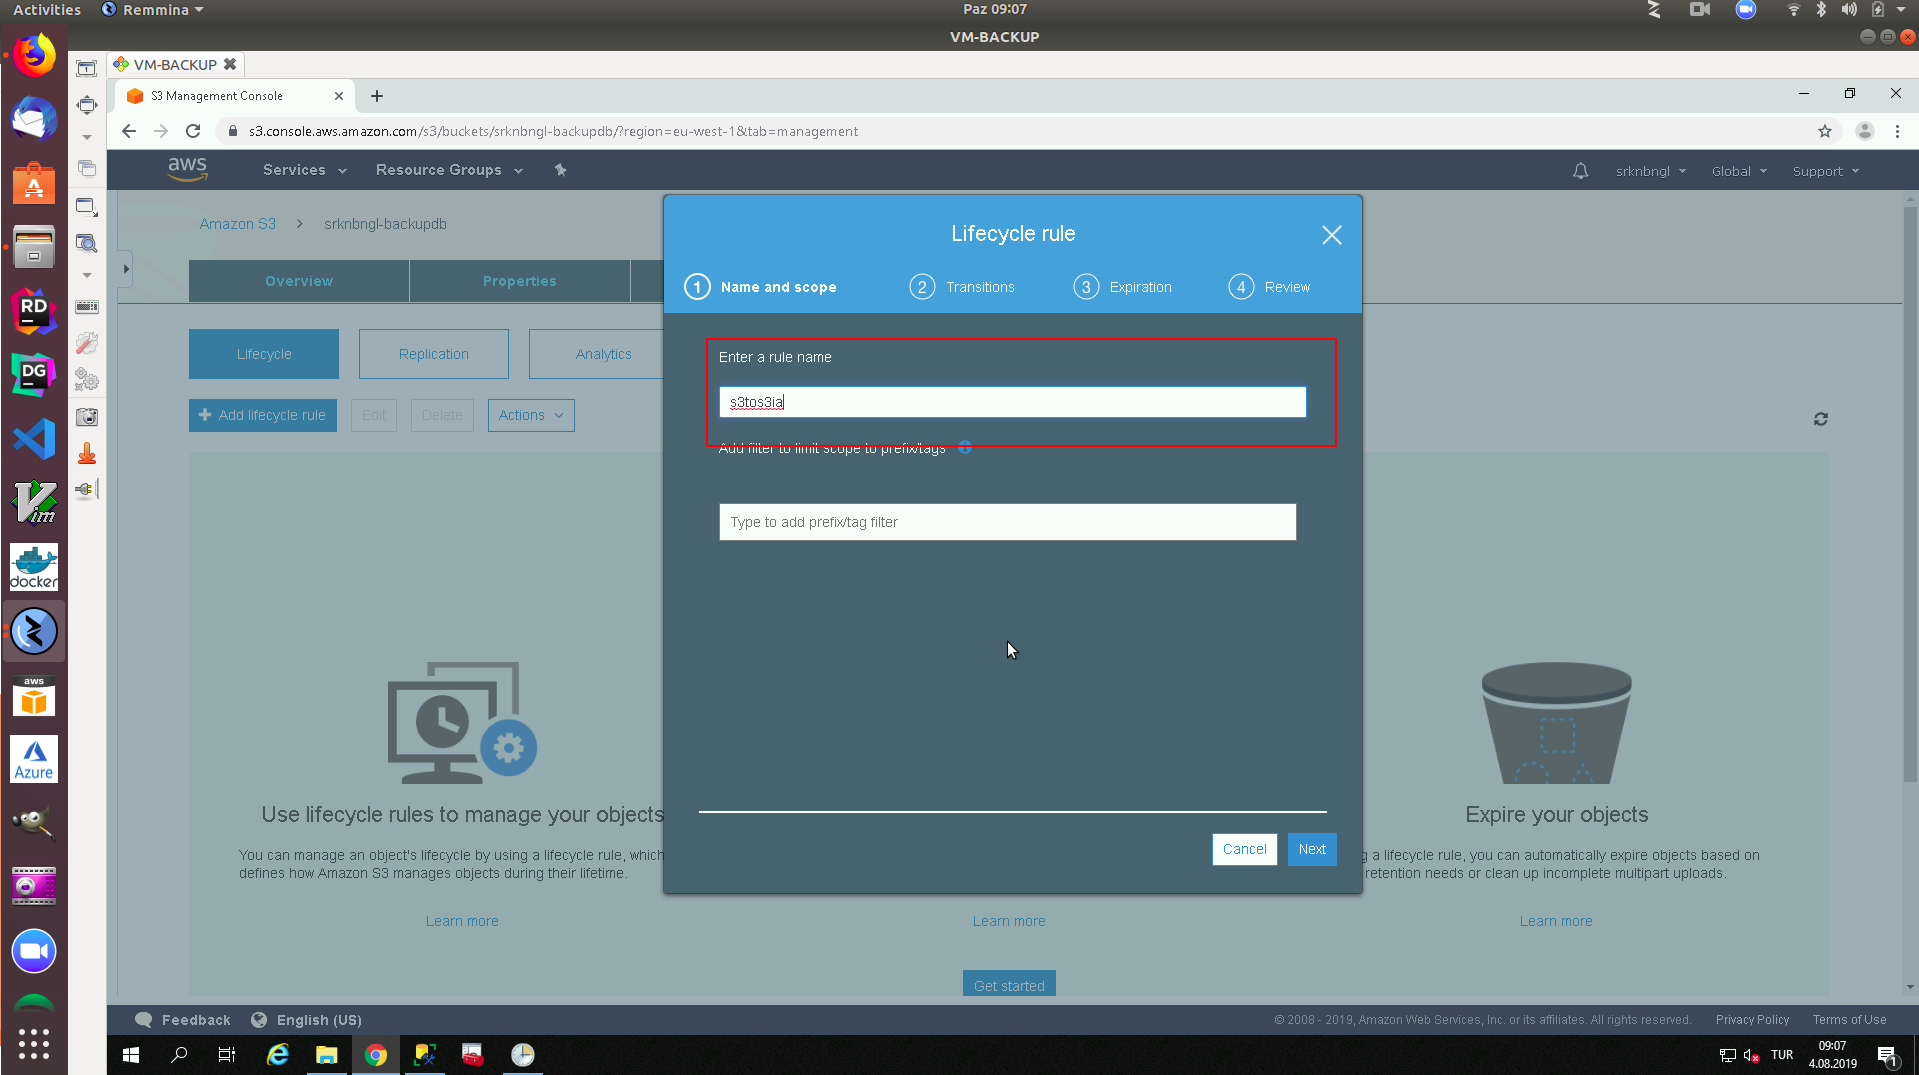 Activities
Remmina
Paz 09:07
VM-BACKUP
VM-BACKUP
S3 Management Console
s3.console.aws.amazon.com/s3/buckets/srknbngl-backupdb/?region=eu-west-1&tab=management
aws
Services
Resource Groups
srknbngl
Global
Support
Amazon S3
srknbngl-backupdb
Overview
Properties
Lifecycle
Replication
Analytics
+ Add lifecycle rule
Edit
Delete
Actions
Lifecycle rule
1 Name and scope
2 Transitions
3 Expiration
4 Review
Enter a rule name
s3tos3ia
Add filter to limit scope to prefix/tags
Type to add prefix/tag filter
Cancel
Next
Use lifecycle rules to manage your objects
You can manage an object's lifecycle by using a lifecycle rule, which
defines how Amazon S3 manages objects during their lifetime.
Learn more
Learn more
Expire your objects
g a lifecycle rule, you can automatically expire objects based on
retention needs or clean up incomplete multipart uploads.
Learn more
Get started
Feedback
English (US)
© 2008 - 2019, Amazon Web Services, Inc. or its affiliates. All rights reserved.
Privacy Policy
Terms of Use
RD
DG
Vim
docker
aws
Azure
TUR
09:07
4.08.2019
1